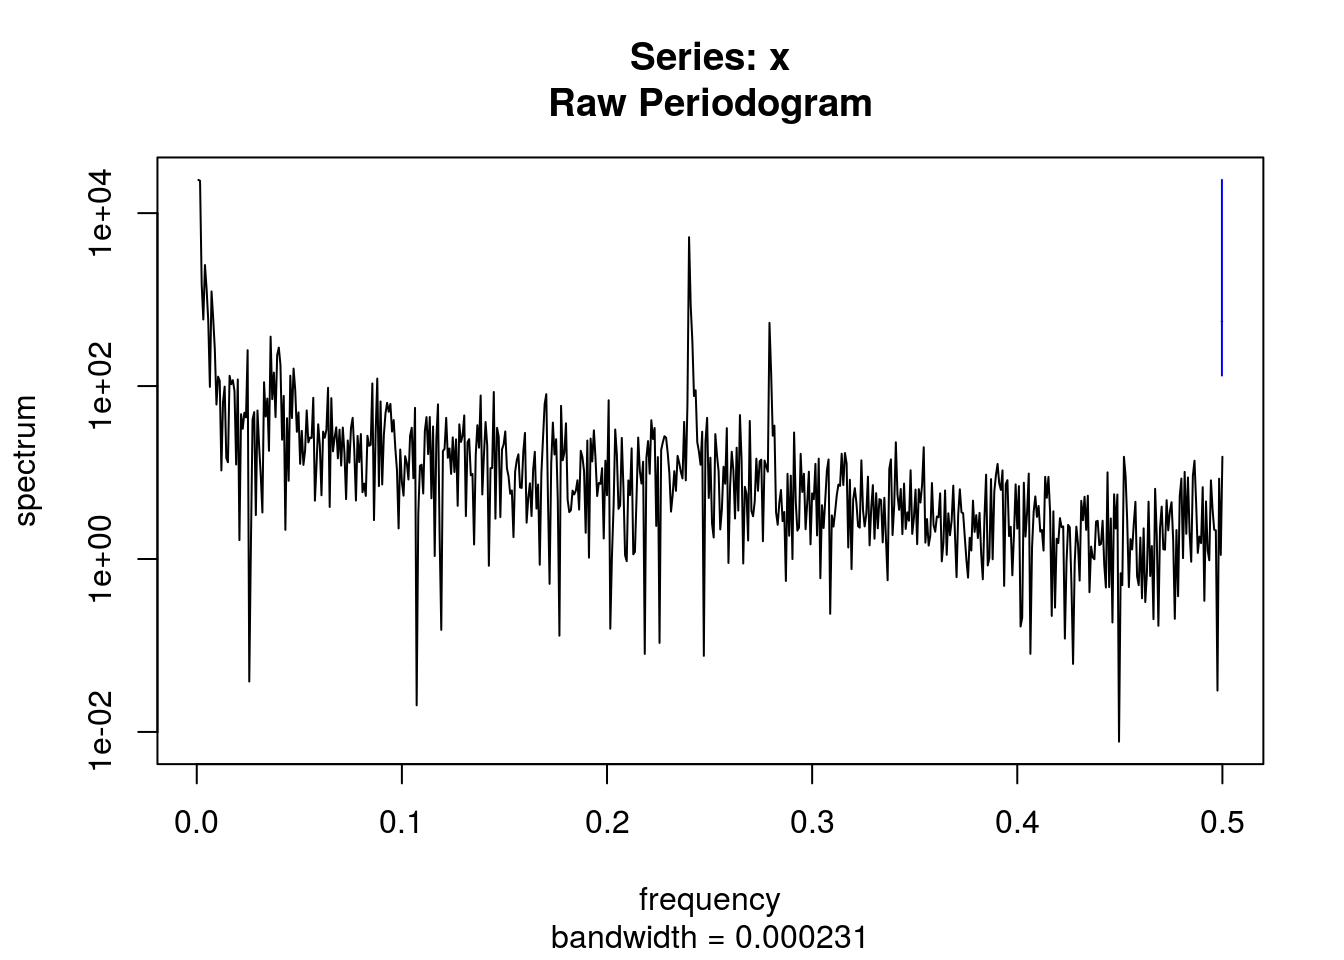 Series: x
Raw Periodogram
spectrum
1e+04
1e+02
1e+00
1e-02
0.0 0.1 0.2 0.3 0.4 0.5
frequency
bandwidth = 0.000231